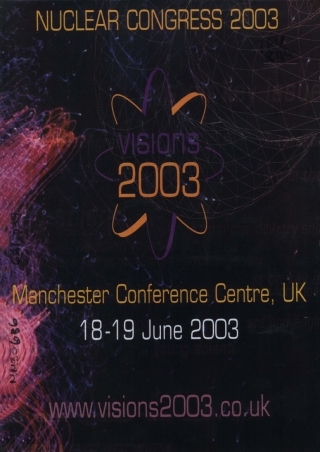 NUCLEAR CONGRESS 2003
visions
2003
Manchester Conference Centre, UK
18-19 June 2003
www.visions2003.co.uk